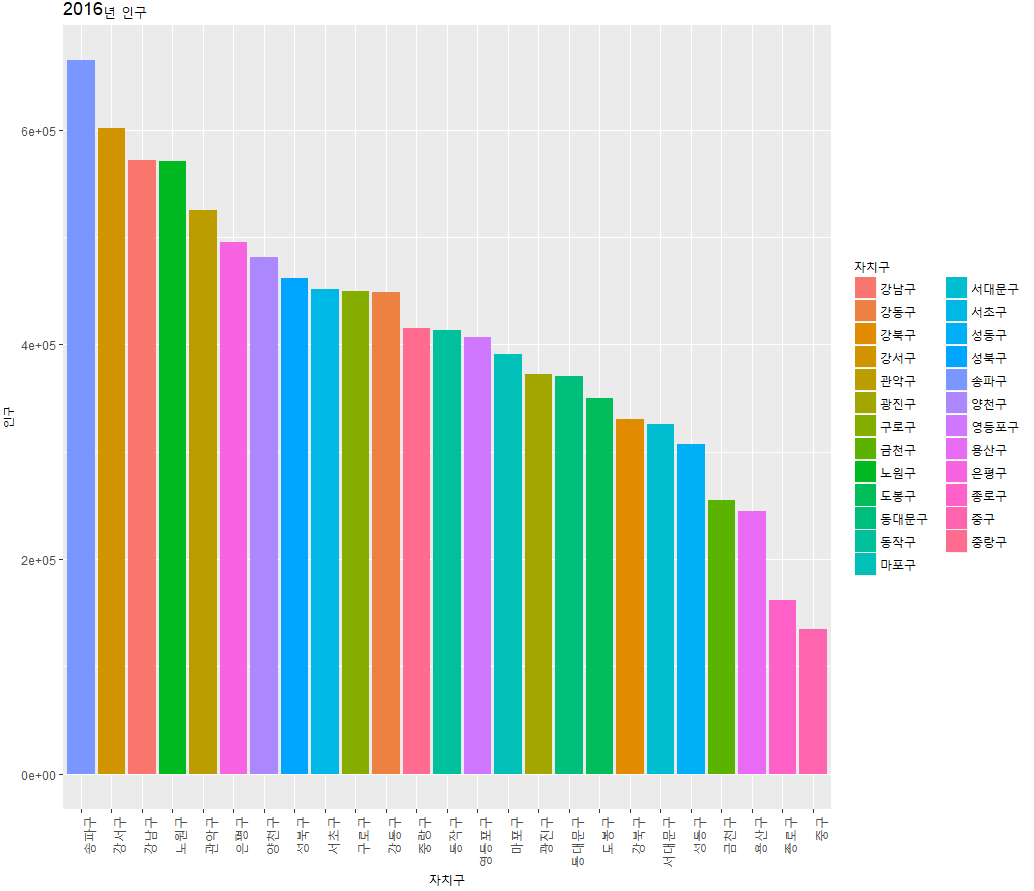 2016년 인구
인구
6e+05
4e+05
2e+05
0e+00
송파구
강서구
강남구
노원구
관악구
은평구
양천구
성북구
서초구
구로구
강동구
중랑구
동작구
영등포구
마포구
광진구
동대문구
도봉구
강북구
서대문구
성동구
금천구
용산구
종로구
중구
자치구
자치구
강남구
강동구
강북구
강서구
관악구
광진구
구로구
금천구
노원구
도봉구
동대문구
동작구
마포구
서대문구
서초구
성동구
성북구
송파구
양천구
영등포구
용산구
은평구
종로구
중구
중랑구